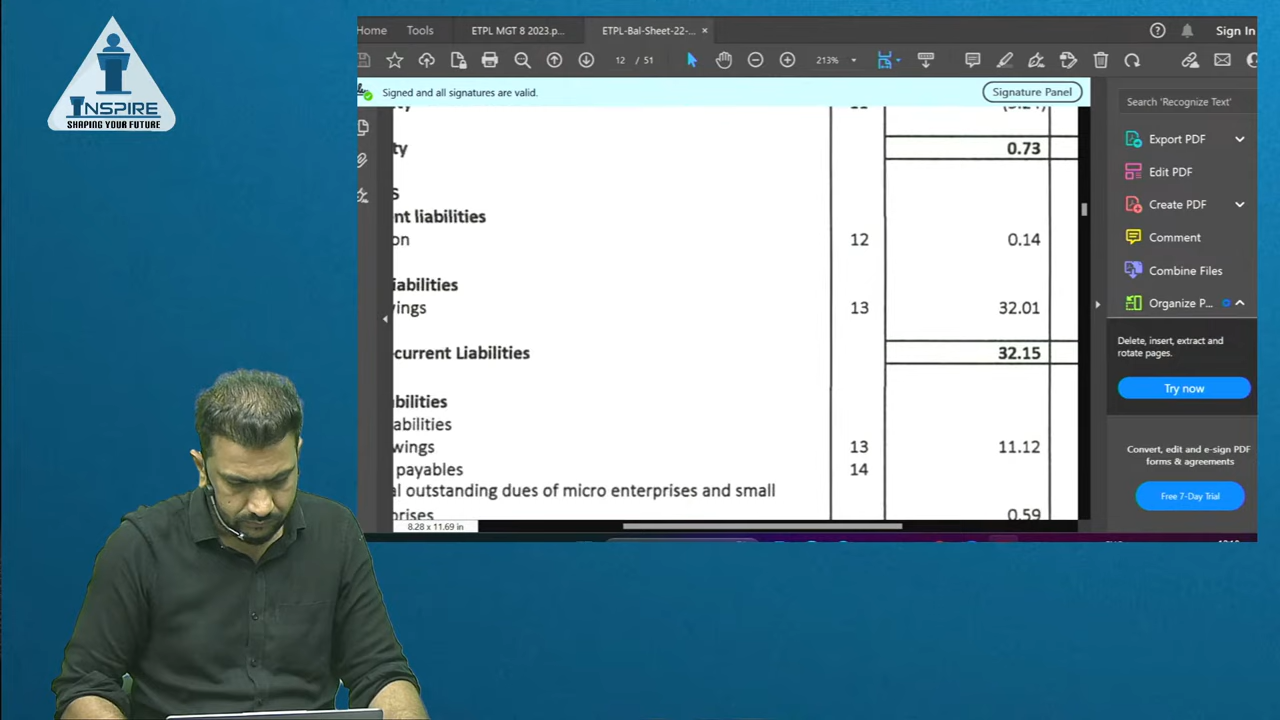 INSPIRE
SHAPING YOUR FUTURE
Home Tools ETPL MGT 8 2023.p... ETPL-Bal-Sheet-22-... × Sign In
12 / 51 213%
Signed and all signatures are valid. Signature Panel
Search 'Recognize Text'
ty 0.73
Export PDF
Edit PDF
s
Create PDF
nt liabilities
on 12 0.14
Comment
Combine Files
iabilities
vings 13 32.01
Organize P...
current Liabilities 32.15
Delete, insert, extract and
rotate pages.
Try now
bilities
abilities
wings 13 11.12
payables 14
al outstanding dues of micro enterprises and small
prises 0.59
Convert, edit and e-sign PDF
forms & agreements
Free 7-Day Trial
8.28 x 11.69 in